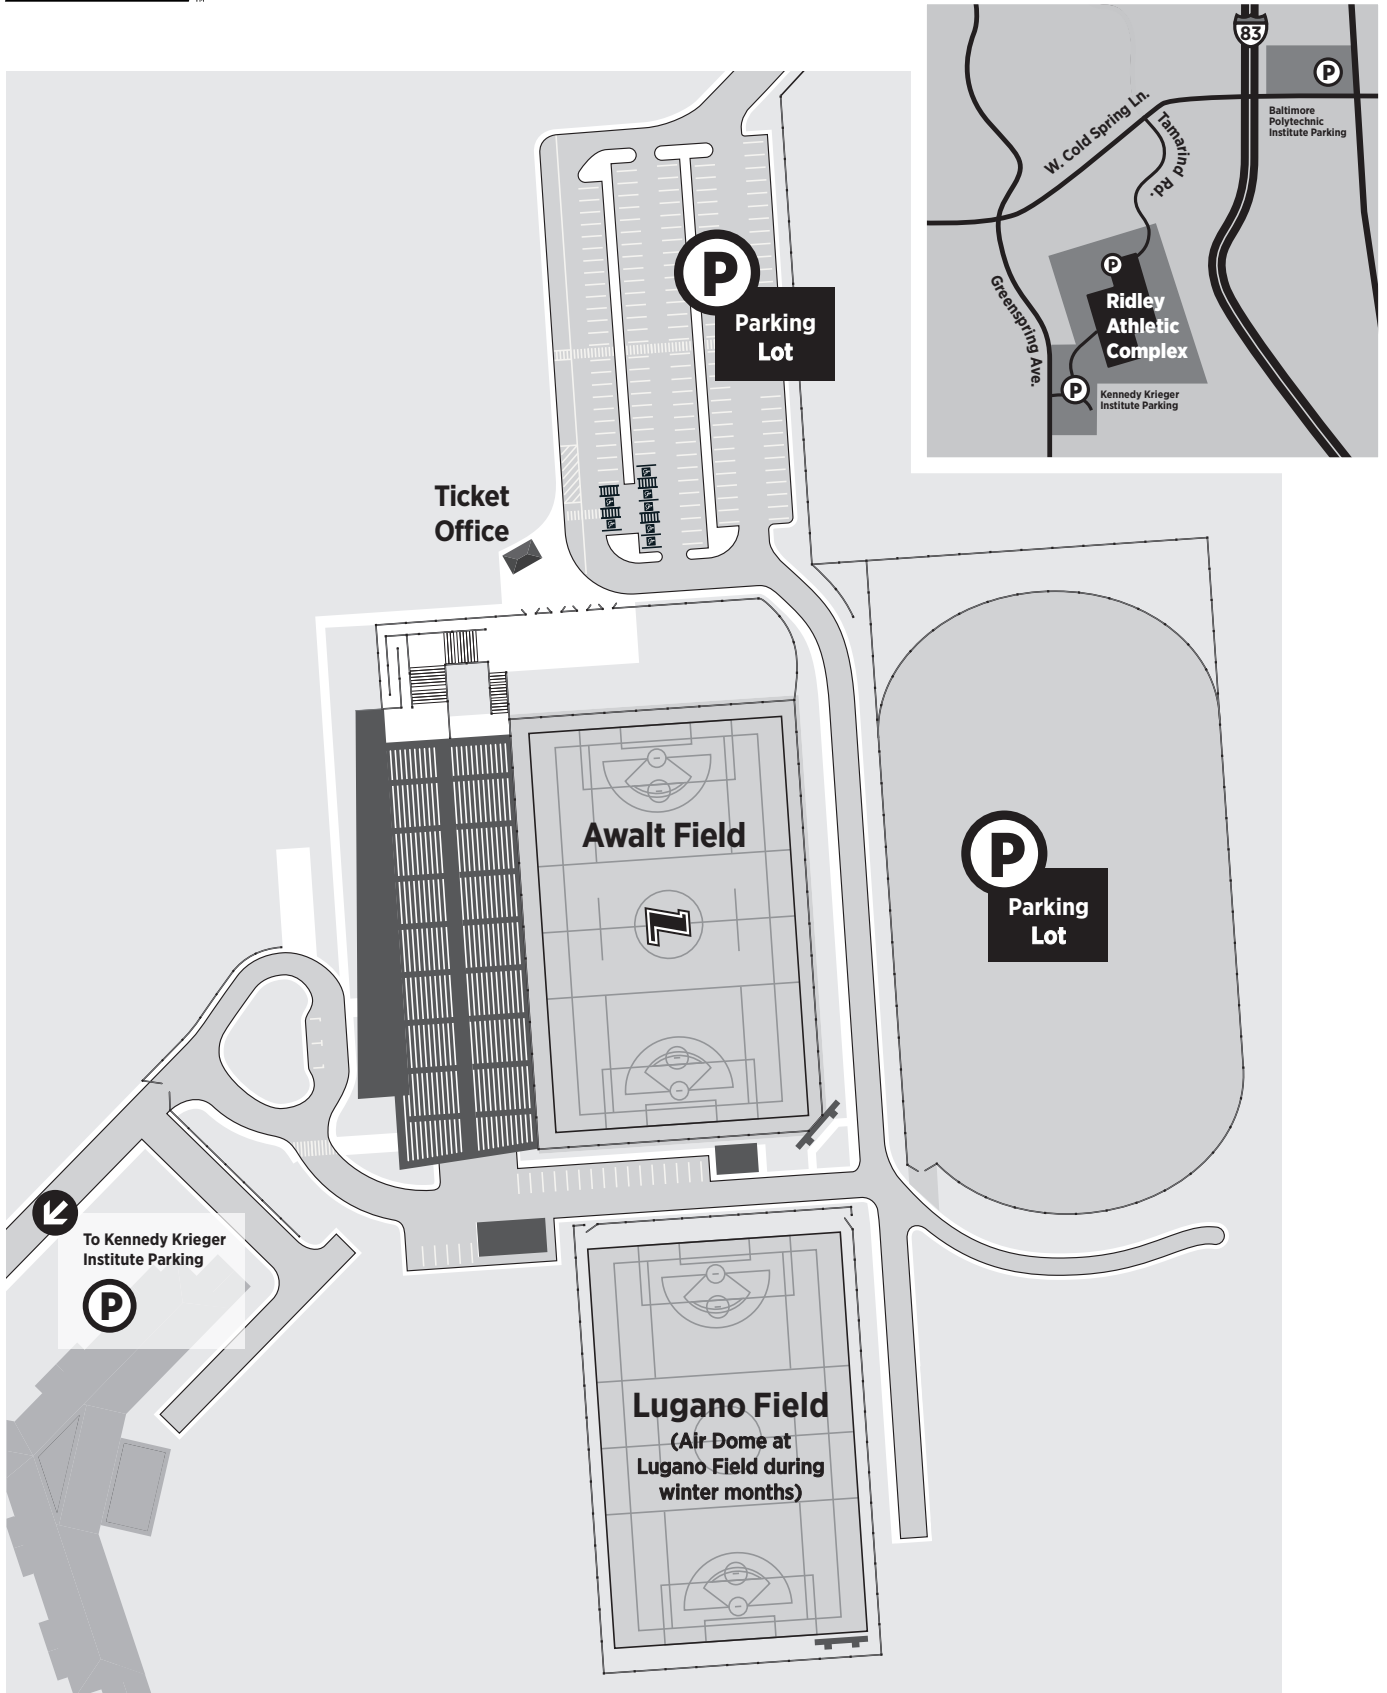 TM
83
P
Baltimore
Polytechnic
Institute Parking
W. Cold Spring Ln.
Tamarind Rd.
P
Ridley
Athletic
Complex
Greenspring Ave.
P
Kennedy Krieger
Institute Parking
P
Parking
Lot
Ticket
Office
Awalt Field
P
Parking
Lot
To Kennedy Krieger
Institute Parking
P
Lugano Field
(Air Dome at
Lugano Field during
winter months)